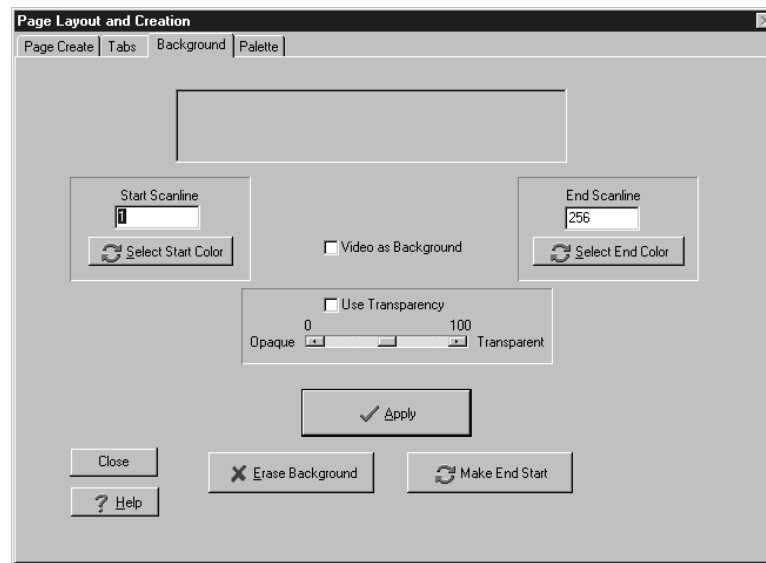 Page Layout and Creation
Page Create Tabs Background Palette
Start Scanline
1
Select Start Color
End Scanline
256
Select End Color
Video as Background
Use Transparency
0 100
Opaque Transparent
Apply
Close
Erase Background
Make End Start
? Help